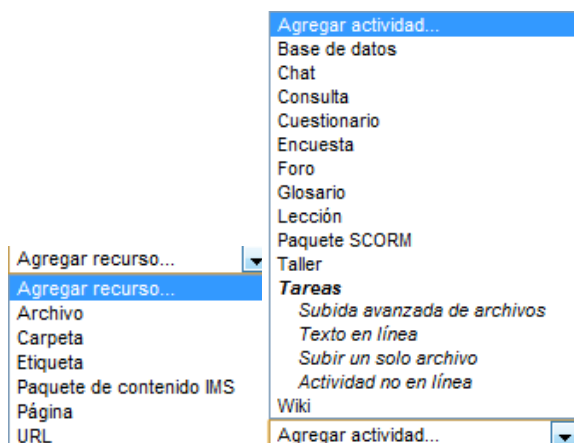 Agregar recurso...
Agregar recurso...
Archivo
Carpeta
Etiqueta
Paquete de contenido IMS
Página
URL
Agregar actividad...
Base de datos
Chat
Consulta
Cuestionario
Encuesta
Foro
Glosario
Lección
Paquete SCORM
Taller
Tareas
Subida avanzada de archivos
Texto en línea
Subir un solo archivo
Actividad no en línea
Wiki
Agregar actividad...